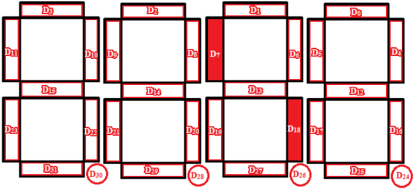 D3 D2 D1 D0
D11 D10 D9 D8 D7 D6 D5 D4
D15 D14 D13 D12
D23 D22 D21 D20 D19 D18 D17 D16
D31 D30 D29 D28 D27 D26 D25 D24